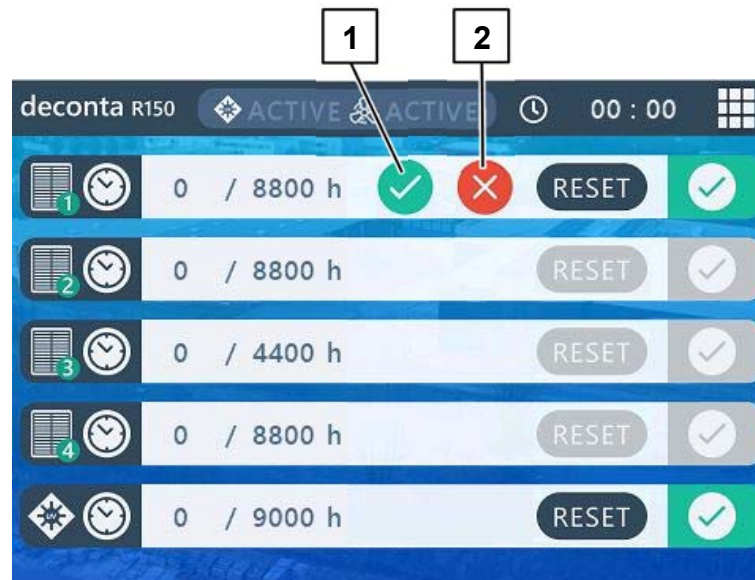 1 2
deconta R150 ACTIVE ACTIVE 00 : 00
1 0 / 8800 h RESET
2 0 / 8800 h RESET
3 0 / 4400 h RESET
4 0 / 8800 h RESET
UV 0 / 9000 h RESET